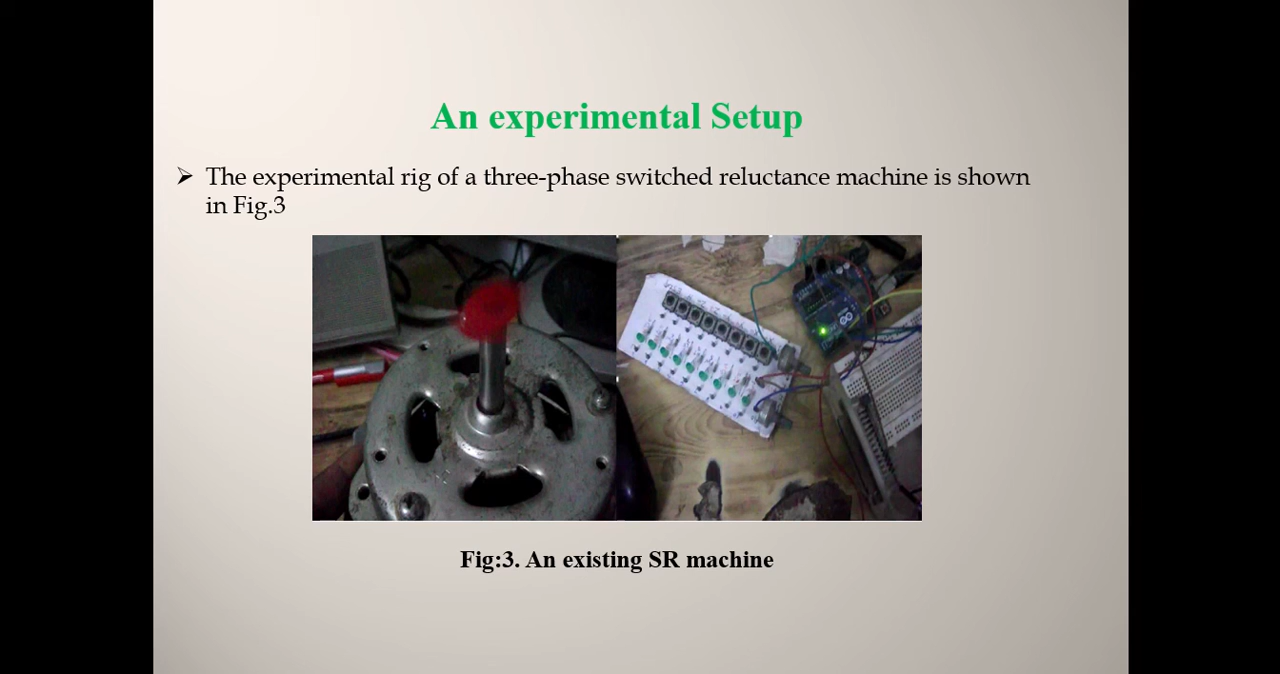 An experimental Setup
➢ The experimental rig of a three-phase switched reluctance machine is shown
in Fig.3
Fig:3. An existing SR machine